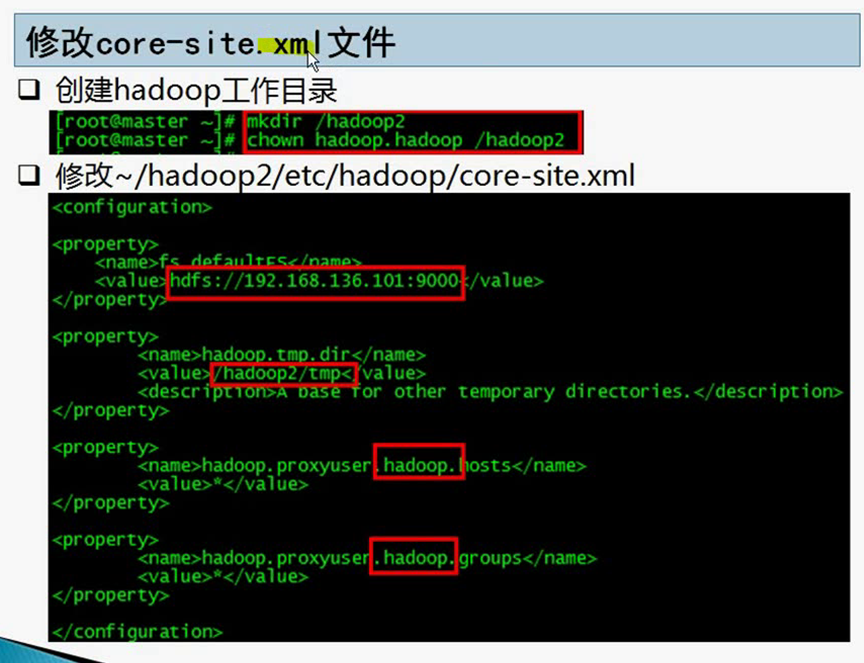 修改core-site.xml文件
创建hadoop工作目录
[root@master ~]# mkdir /hadoop2
[root@master ~]# chown hadoop.hadoop /hadoop2
修改~/hadoop2/etc/hadoop/core-site.xml
<configuration>
<property>
<name>fs.defaultFS</name>
<value>hdfs://192.168.136.101:9000</value>
</property>
<property>
<name>hadoop.tmp.dir</name>
<value>/hadoop2/tmp</value>
<description>A base for other temporary directories.</description>
</property>
<property>
<name>hadoop.proxyuser.hadoop.hosts</name>
<value>*</value>
</property>
<property>
<name>hadoop.proxyuser.hadoop.groups</name>
<value>*</value>
</property>
</configuration>